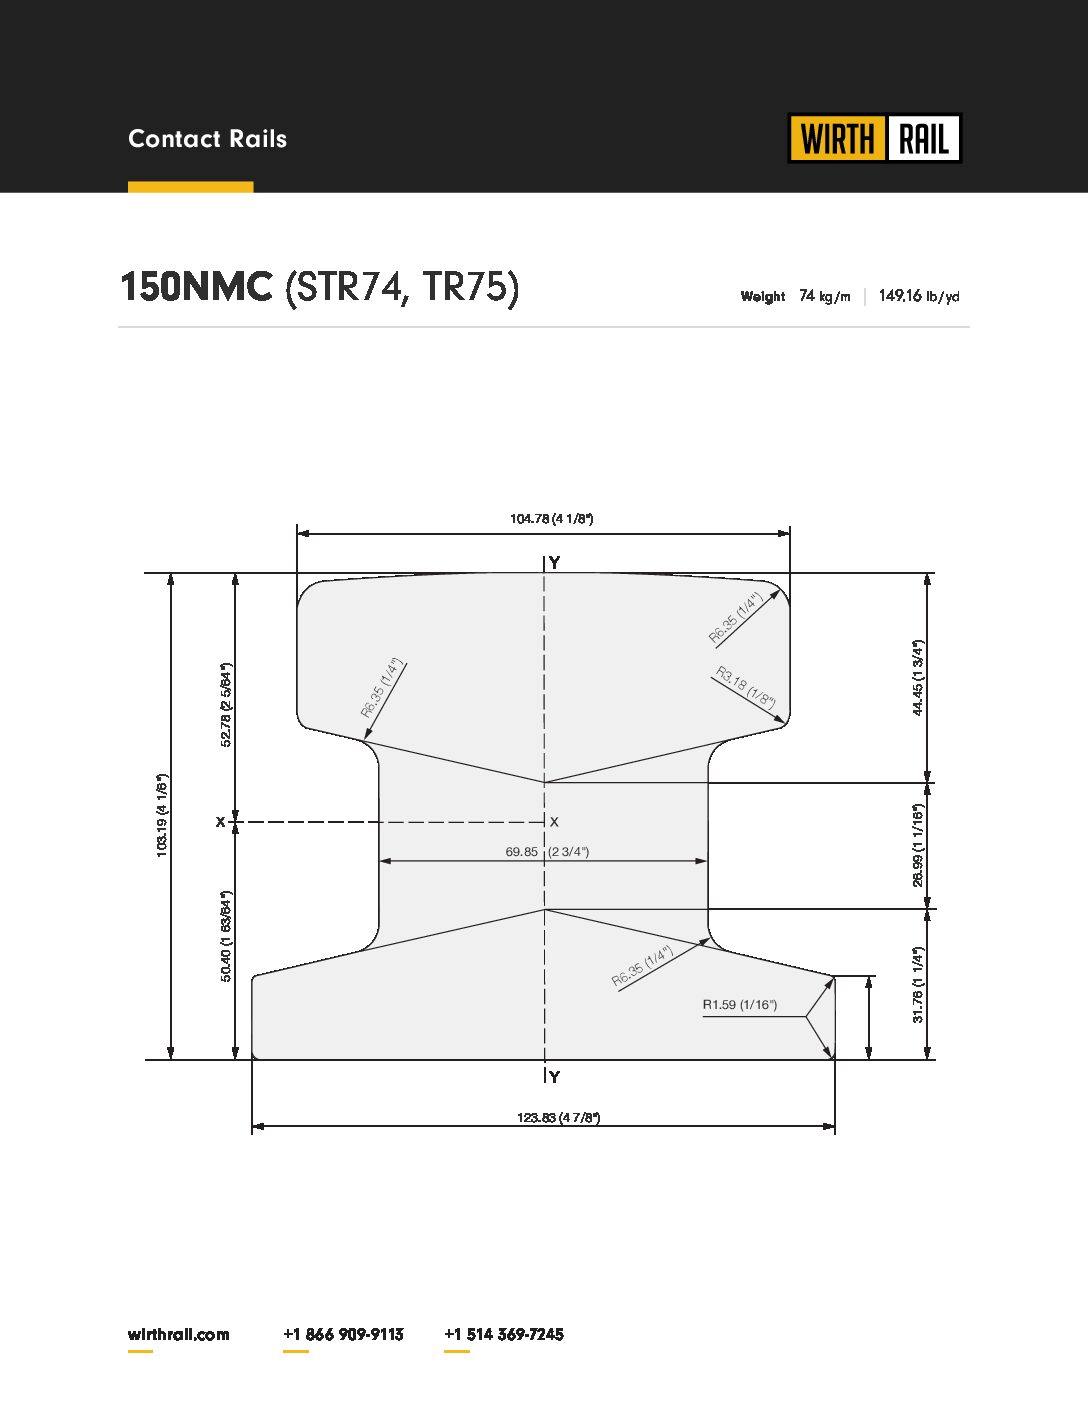 Contact Rails
WIRTH RAIL
150NMC (STR74, TR75)
Weight 74 kg/m 149.16 lb/yd
104.78 (4 1/8")
Y
R6.35 (1/4")
R3.18 (1/8")
R6.35 (1/4")
52.78 (2 5/64")
44.45 (1 3/4")
103.19 (4 1/8")
X
X
69.85 (2 3/4")
26.99 (1 1/16")
50.40 (1 63/64")
R6.35 (1/4")
R1.59 (1/16")
31.76 (1 1/4")
Y
123.83 (4 7/8")
wirthrail.com +1 866 909-9113 +1 514 369-7245